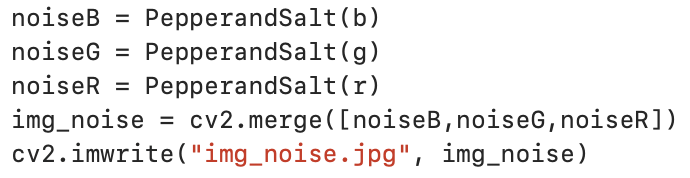 noiseB = PepperandSalt(b)
noiseG = PepperandSalt(g)
noiseR = PepperandSalt(r)
img_noise = cv2.merge([noiseB,noiseG,noiseR])
cv2.imwrite("img_noise.jpg", img_noise)